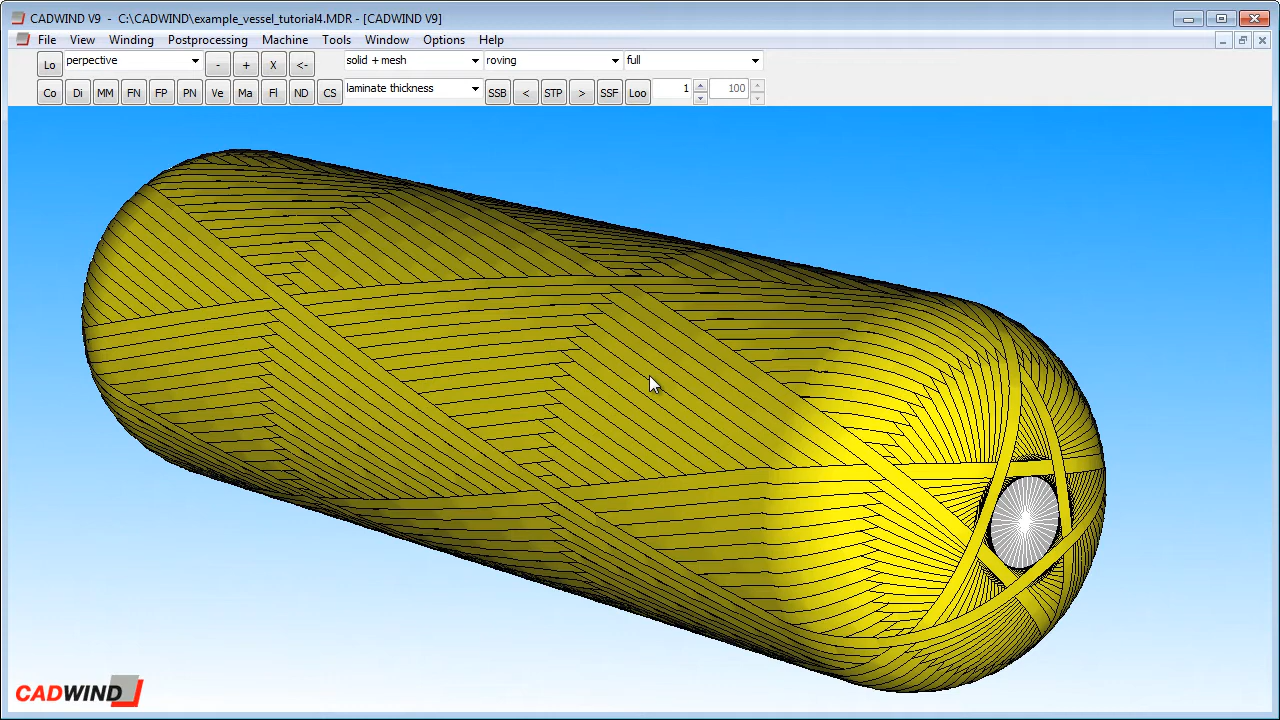 CADWIND V9 - C:\CADWIND\example_vessel_tutorial4.MDR - [CADWIND V9]
File View Winding Postprocessing Machine Tools Window Options Help
Lo perpective - + X <- solid + mesh roving full
Co Di MM FN FP PN Ve Ma Fl ND CS laminate thickness SSB < STP > SSF Loo 1 100
CADWIND